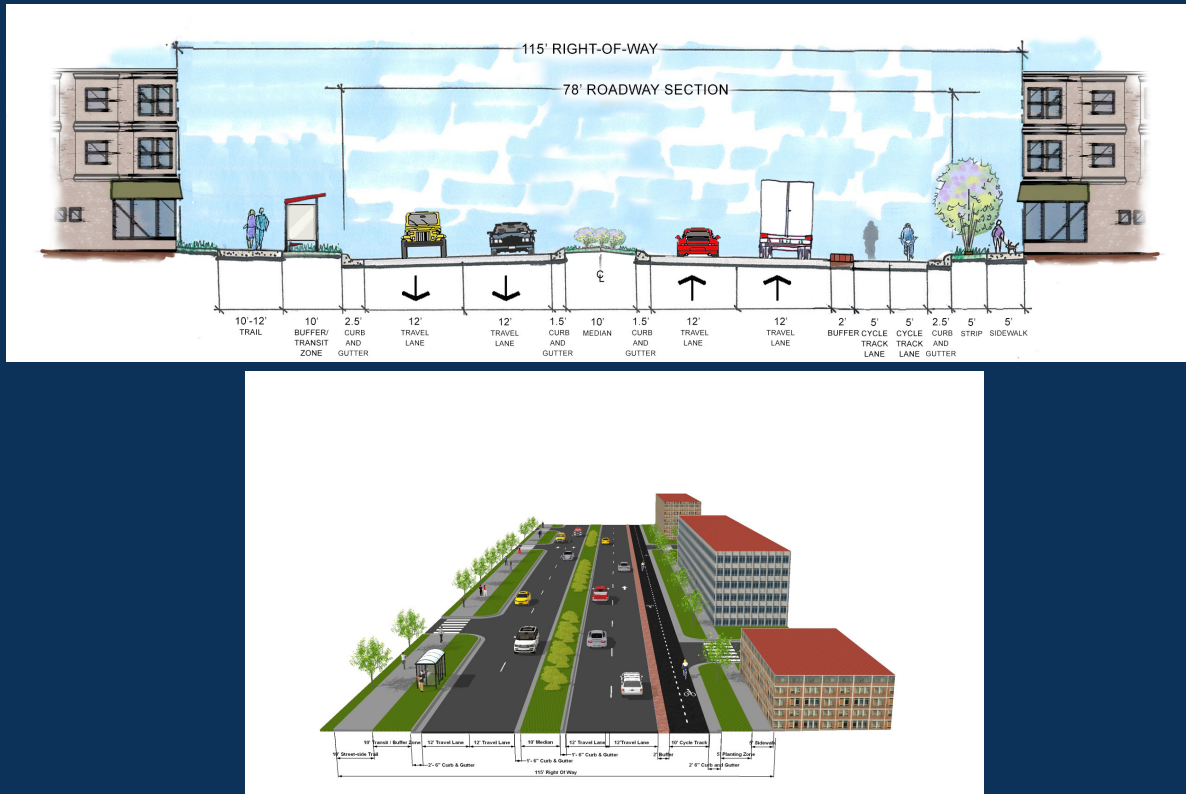 115' RIGHT-OF-WAY
78' ROADWAY SECTION
10'-12'
TRAIL
10'
BUFFER/
TRANSIT
ZONE
2.5'
CURB
AND
GUTTER
12'
TRAVEL
LANE
12'
TRAVEL
LANE
1.5'
CURB
AND
GUTTER
10'
MEDIAN
1.5'
CURB
AND
GUTTER
12'
TRAVEL
LANE
12'
TRAVEL
LANE
2'
BUFFER
5'
CYCLE
TRACK
LANE
5'
CYCLE
TRACK
LANE
2.5'
CURB
AND
GUTTER
5'
STRIP
5'
SIDEWALK
10' Transit / Buffer Zone
12' Travel Lane
12' Travel Lane
10' Median
12' Travel Lane
12'Travel Lane
10' Cycle Track
5' Sidewalk
10' Street-side Trail
1'- 6" Curb & Gutter
2' Buffer
5' Planting Zone
2'- 6" Curb & Gutter
1'- 6" Curb & Gutter
2' 6" Curb and Gutter
115' Right Of Way